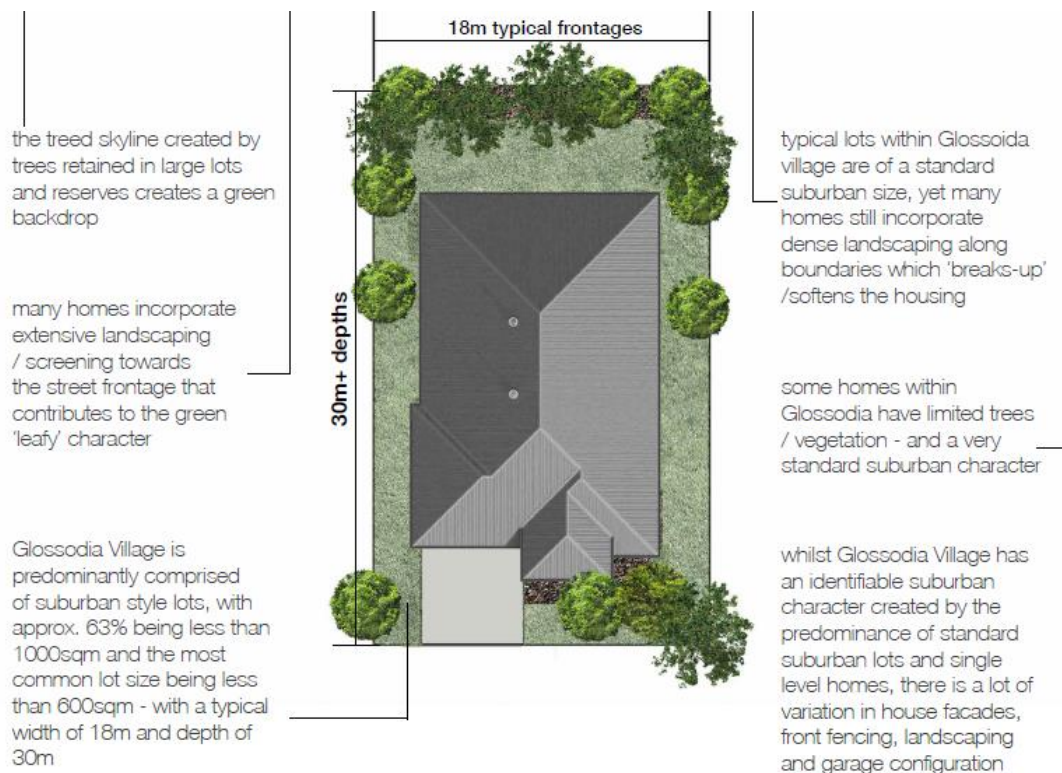 18m typical frontages
30m+ depths
the treed skyline created by
trees retained in large lots
and reserves creates a green
backdrop
many homes incorporate
extensive landscaping
/ screening towards
the street frontage that
contributes to the green
‘leafy’ character
Glossodia Village is
predominantly comprised
of suburban style lots, with
approx. 63% being less than
1000sqm and the most
common lot size being less
than 600sqm - with a typical
width of 18m and depth of
30m
typical lots within Glossoida
village are of a standard
suburban size, yet many
homes still incorporate
dense landscaping along
boundaries which ‘breaks-up’
/softens the housing
some homes within
Glossodia have limited trees
/ vegetation - and a very
standard suburban character
whilst Glossodia Village has
an identifiable suburban
character created by the
predominance of standard
suburban lots and single
level homes, there is a lot of
variation in house facades,
front fencing, landscaping
and garage configuration